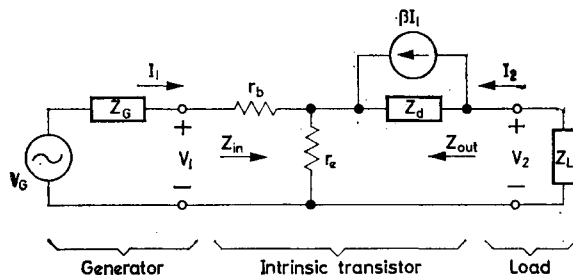 βI₁
I₁
I₂
r_b
Z_G
Z_d
+
+
V_G
V₁
Z_in
r_e
Z_out
V₂
Z_L
−
−
Generator
Intrinsic transistor
Load